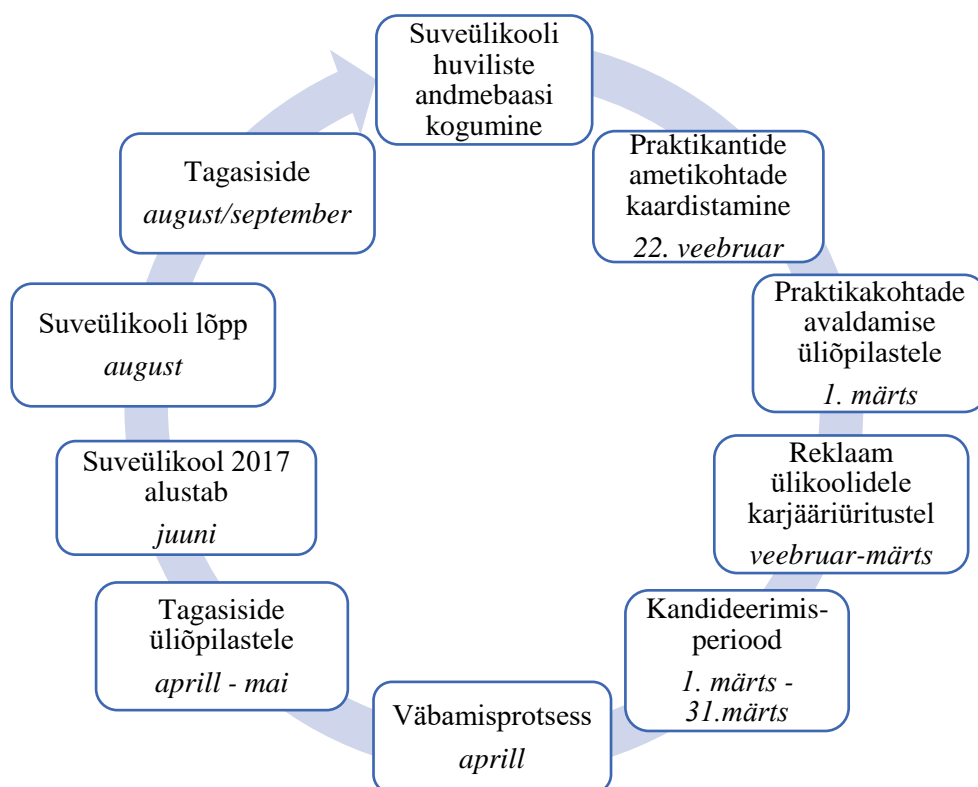 Suveülikooli
huviliste
andmebaasi
kogumine
Praktikantide
ametikohtade
kaardistamine
22. veebruar
Praktikakohtade
avaldamise
üliõpilastele
1. märts
Reklaam
ülikoolidele
karjääriüritustel
veebruar-märts
Kandideerimis-
periood
1. märts -
31.märts
Väbamisprotsess
aprill
Tagasiside
üliõpilastele
aprill - mai
Suveülikool 2017
alustab
juuni
Suveülikooli lõpp
august
Tagasiside
august/september